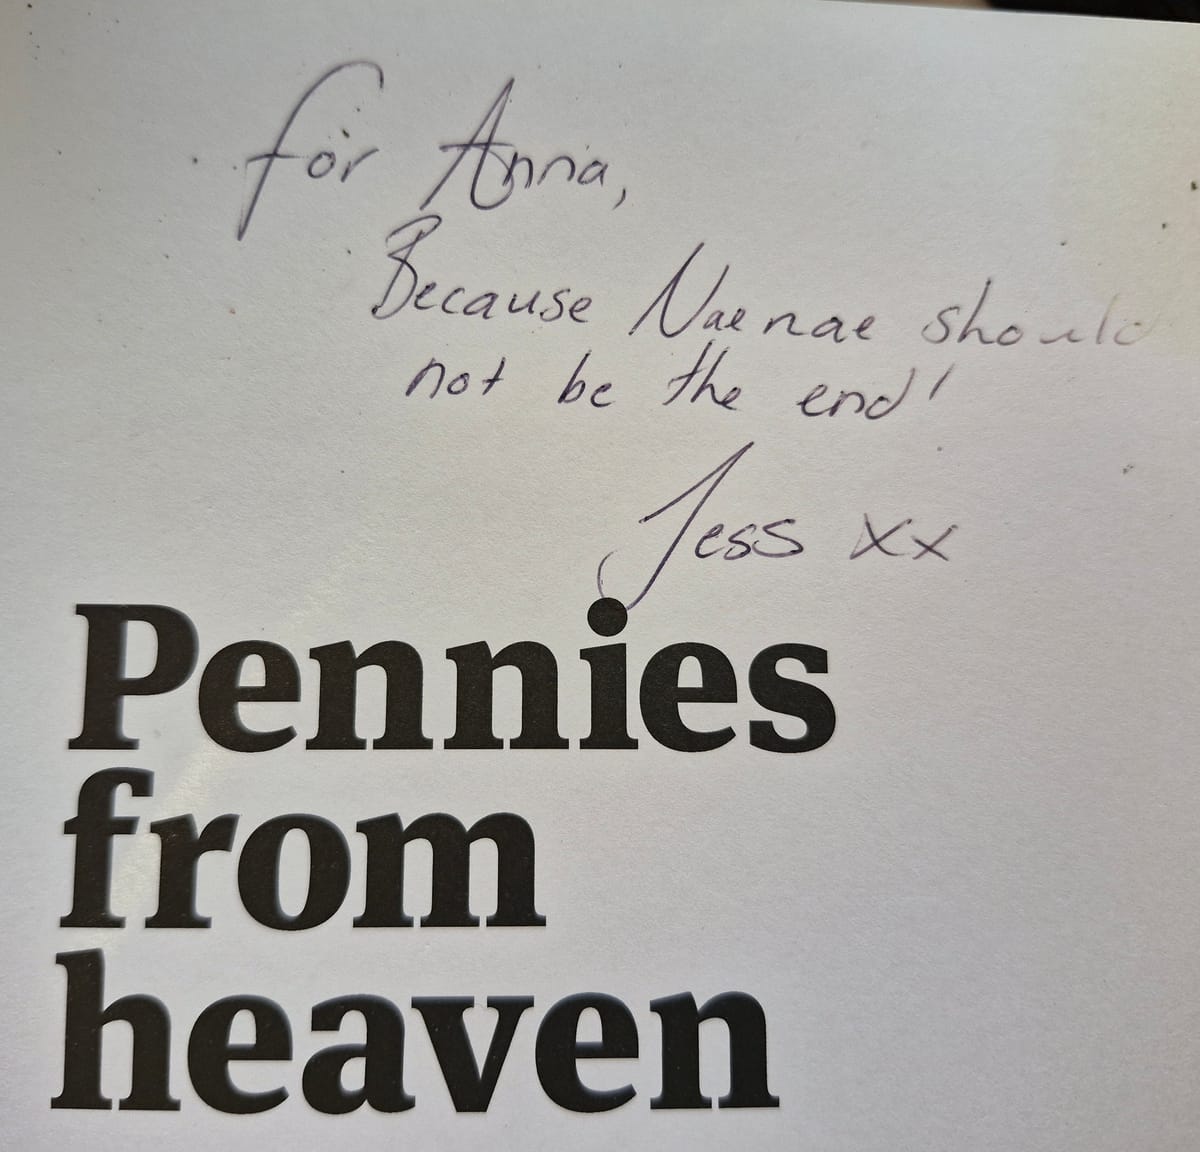 for Anna,
Because Naenae should
not be the end!
Jess xx
Pennies
from
heaven